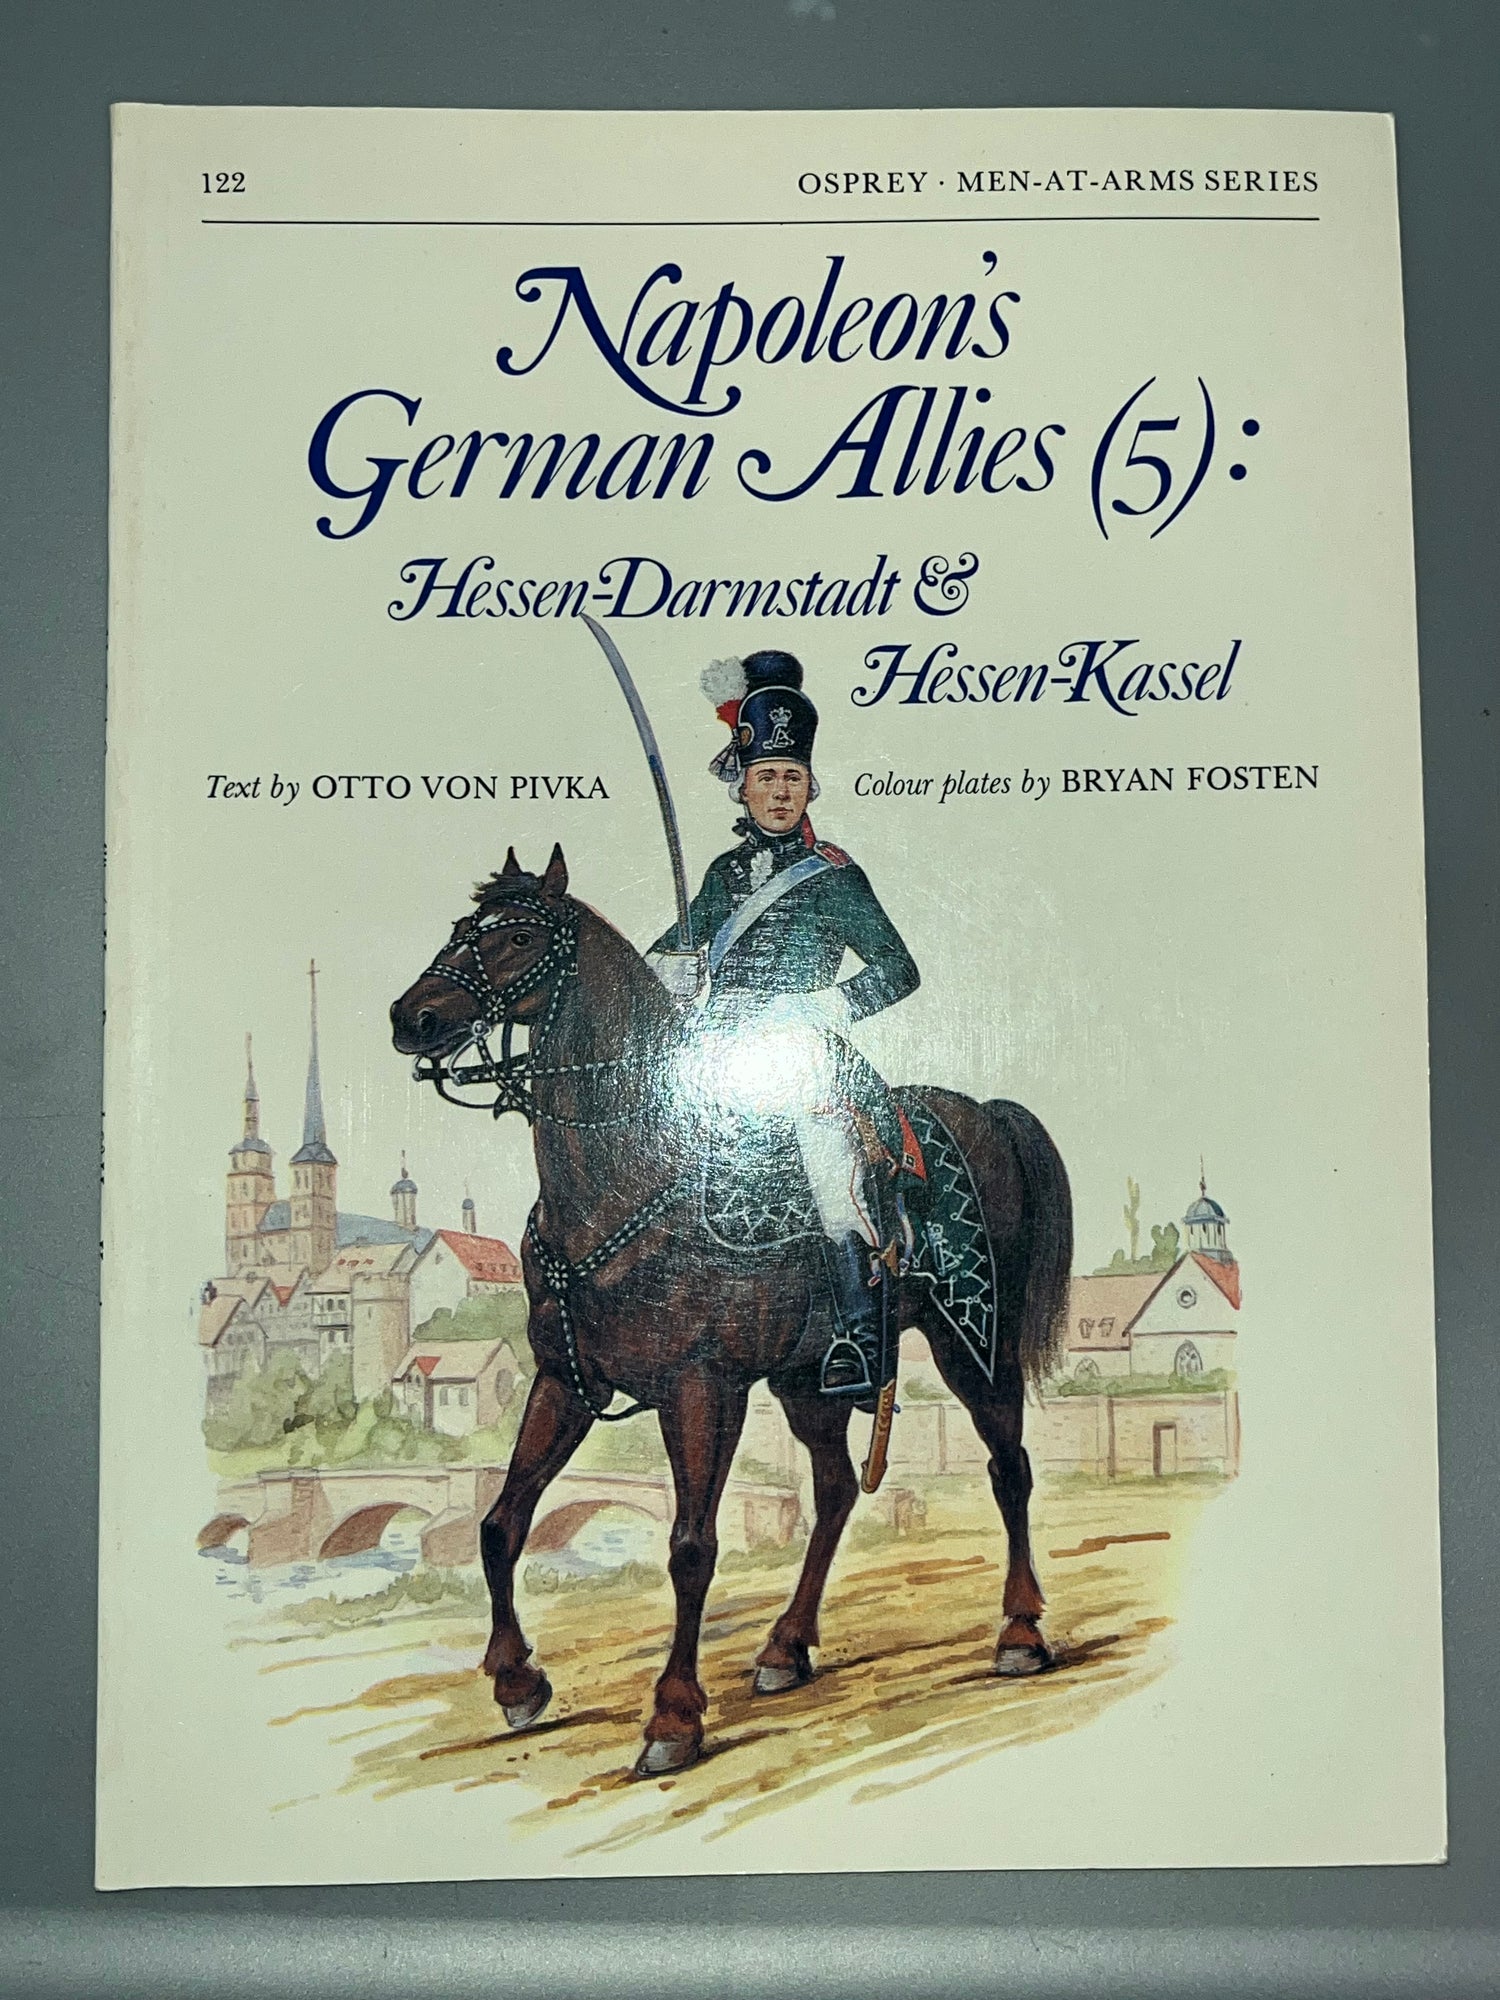 122 OSPREY · MEN-AT-ARMS SERIES
Napoleon's
German Allies (5):
Hessen-Darmstadt &
Hessen-Kassel
Text by OTTO VON PIVKA Colour plates by BRYAN FOSTEN